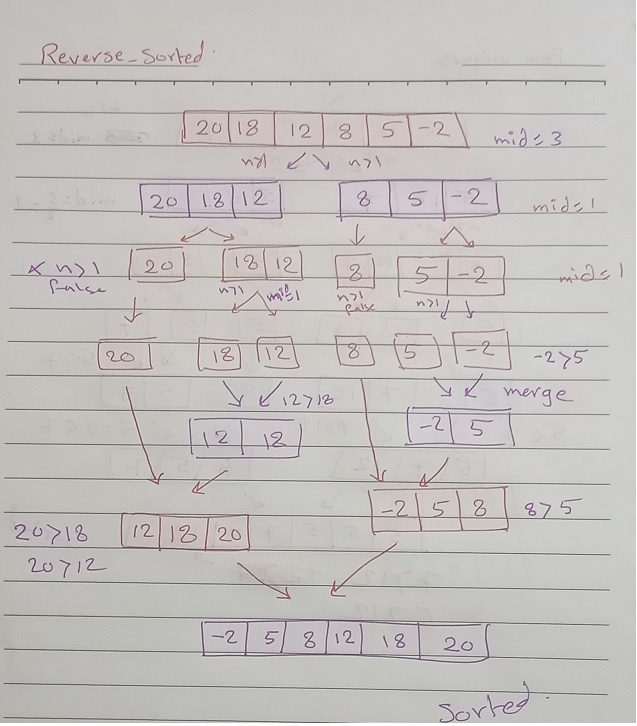 Reverse_Sorted.
20 18 12 8 5 -2 mid=3
n>1 n>1
20 18 12 8 5 -2 mid=1
n>1 false 20 18 12 8 5 -2 mid=1
n>1 mid=1 n>1 false n>1
20 18 12 8 5 -2 -2>5
12>18 merge
12 12 -2 5
-2 5 8 8>5
20>18 12 18 20
20>12
-2 5 8 12 18 20
Sorted.